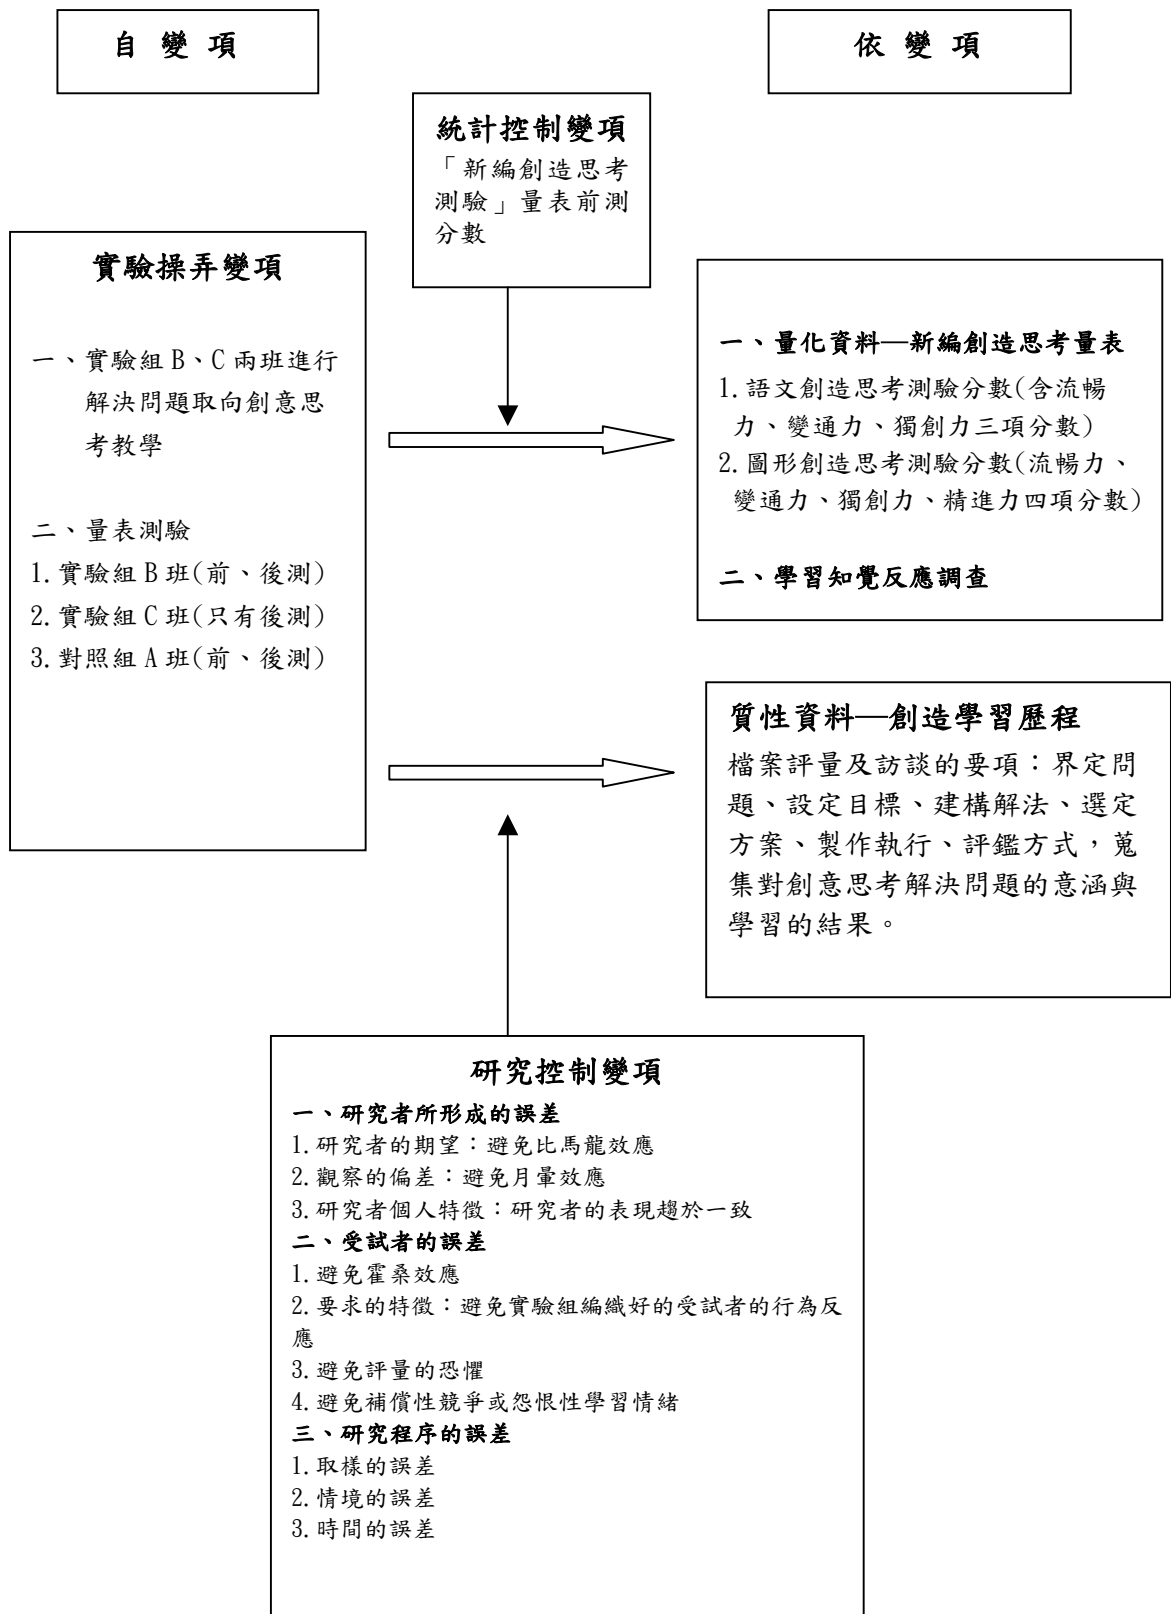 自 變 項
依 變 項
統計控制變項
「新編創造思考
測驗」量表前測
分數
實驗操弄變項
一、實驗組 B、C 兩班進行
解決問題取向創意思
考教學
二、量表測驗
1.實驗組 B 班(前、後測)
2.實驗組 C 班(只有後測)
3.對照組 A 班(前、後測)
一、量化資料—新編創造思考量表
1.語文創造思考測驗分數(含流暢
力、變通力、獨創力三項分數)
2.圖形創造思考測驗分數(流暢力、
變通力、獨創力、精進力四項分數)
二、學習知覺反應調查
質性資料—創造學習歷程
檔案評量及訪談的要項：界定問
題、設定目標、建構解法、選定
方案、製作執行、評鑑方式，蒐
集對創意思考解決問題的意涵與
學習的結果。
研究控制變項
一、研究者所形成的誤差
1.研究者的期望：避免比馬龍效應
2.觀察的偏差：避免月暈效應
3.研究者個人特徵：研究者的表現趨於一致
二、受試者的誤差
1.避免霍桑效應
2.要求的特徵：避免實驗組編織好的受試者的行為反
應
3.避免評量的恐懼
4.避免補償性競爭或怨恨性學習情緒
三、研究程序的誤差
1.取樣的誤差
2.情境的誤差
3.時間的誤差